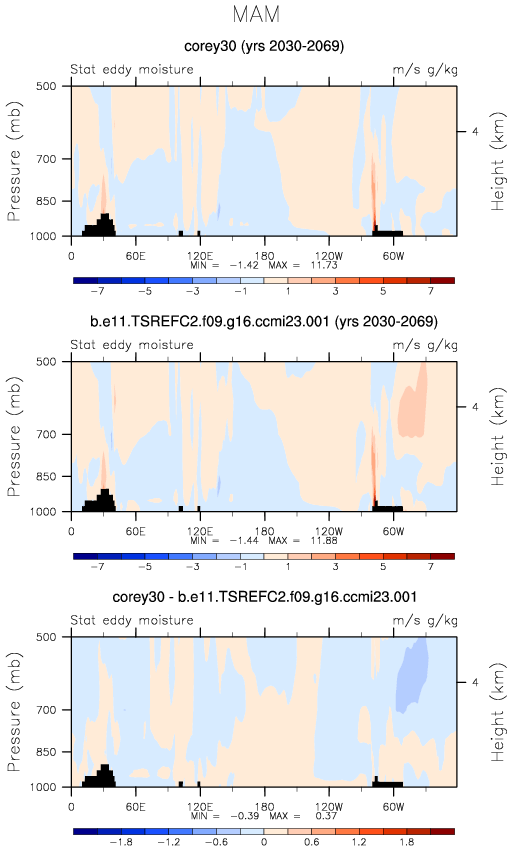 MAM
corey30 (yrs 2030-2069)
Stat eddy moisture m/s g/kg
500
700
850
1000
Pressure (mb)
4
Height (km)
0 60E 120E 180 120W 60W
MIN = -1.42 MAX = 11.73
-7 -5 -3 -1 1 3 5 7
b.e11.TSREFC2.f09.g16.ccmi23.001 (yrs 2030-2069)
Stat eddy moisture m/s g/kg
500
700
850
1000
Pressure (mb)
4
Height (km)
0 60E 120E 180 120W 60W
MIN = -1.44 MAX = 11.88
-7 -5 -3 -1 1 3 5 7
corey30 - b.e11.TSREFC2.f09.g16.ccmi23.001
Stat eddy moisture m/s g/kg
500
700
850
1000
Pressure (mb)
4
Height (km)
0 60E 120E 180 120W 60W
MIN = -0.39 MAX = 0.37
-1.8 -1.2 -0.6 0 0.6 1.2 1.8